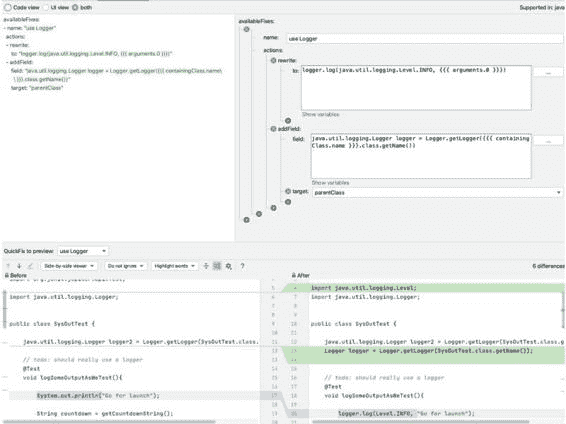 Code view UI view both Supported in: java
availableFixes:
- name: "use Logger"
actions:
- rewrite:
to: "logger.log(java.util.logging.Level.INFO, {{{ arguments.0 }}})"
- addField:
field: "java.util.logging.Logger logger = Logger.getLogger({{{ containingClass.name\
\ }}}.class.getName())"
target: "parentClass"
availableFixes:
name: use Logger
actions:
rewrite:
to: logger.log(java.util.logging.Level.INFO, {{{ arguments.0 }}})
...
Show variables
addField:
field: java.util.logging.Logger logger = Logger.getLogger({{{ containing
Class.name }}}.class.getName())
...
Show variables
target: parentClass
QuickFix to preview: use Logger
Side-by-side viewer Do not ignore Highlight words ? 6 differences
Before
import java.util.logging.Logger;
public class SysOutTest {
java.util.logging.Logger logger2 = Logger.getLogger(SysOutTest.class.
// todo: should really use a logger
@Test
void logSomeOutputAsWeTest(){
System.out.println("Go for launch");
String countdown = getCountdownString();
After
import java.util.logging.Level;
import java.util.logging.Logger;
public class SysOutTest {
java.util.logging.Logger logger2 = Logger.getLogger(SysOutTest.class.g
Logger logger = Logger.getLogger(SysOutTest.class.getName());
// todo: should really use a logger
@Test
void logSomeOutputAsWeTest(){
logger.log(Level.INFO, "Go for launch");